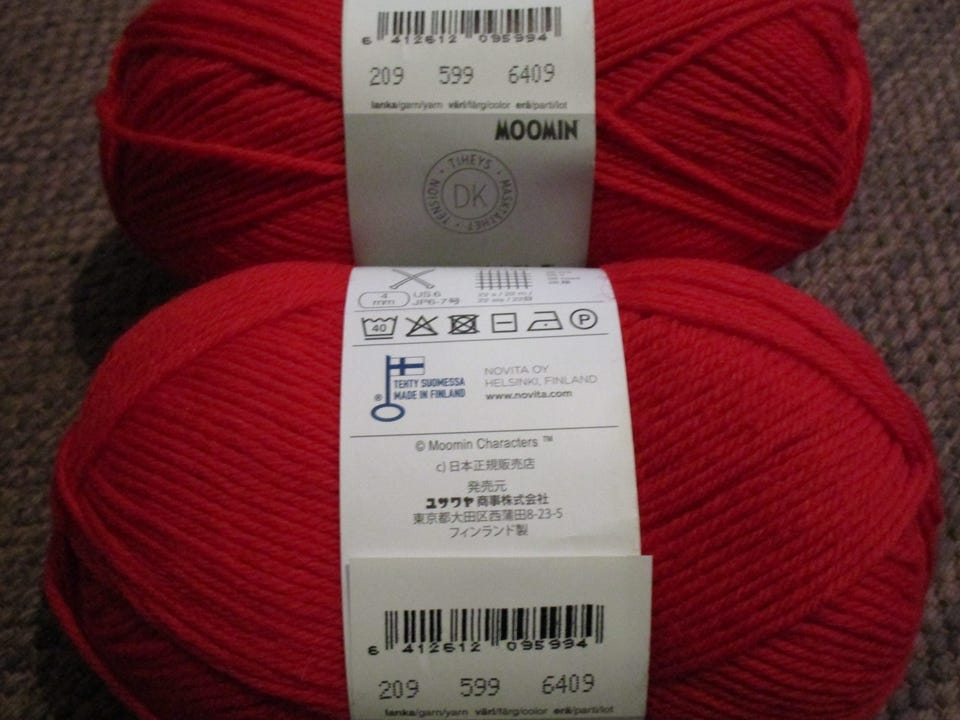 6 412612 095994
209 599 6409
lanka/garn/yarn väri/färg/color erä/parti/lot
MOOMIN
TIHEYS · MASKTÄTHET · TENSION
DK
4 mm
US 6
JP6-7号
40
P
TEHTY SUOMESSA
MADE IN FINLAND
®
NOVITA OY
HELSINKI, FINLAND
www.novita.com
© Moomin Characters ™
c) 日本正規販売店
発売元
ユザワヤ商事株式会社
東京都大田区西蒲田8-23-5
フィンランド製
6 412612 095994
209 599 6409
lanka/garn/yarn väri/färg/color erä/parti/lot